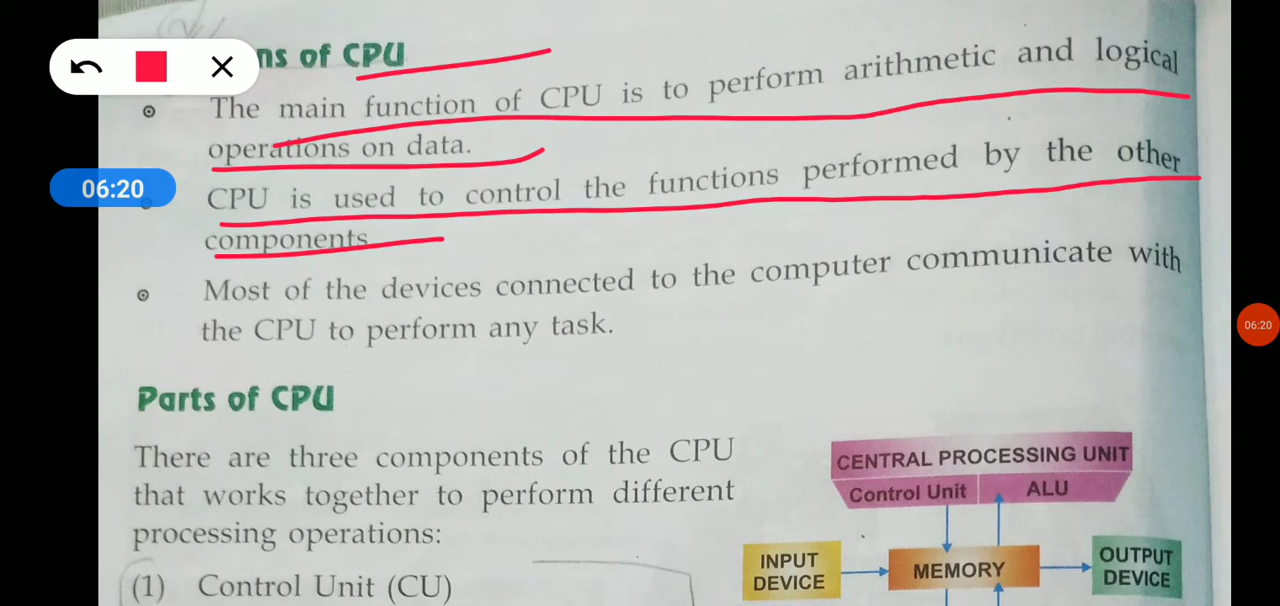 ns of CPU
The main function of CPU is to perform arithmetic and logical
operations on data.
CPU is used to control the functions performed by the other
components
Most of the devices connected to the computer communicate with
the CPU to perform any task.
Parts of CPU
There are three components of the CPU
that works together to perform different
processing operations:
(1) Control Unit (CU)
CENTRAL PROCESSING UNIT
Control Unit
ALU
INPUT
DEVICE
MEMORY
OUTPUT
DEVICE
06:20
06:20